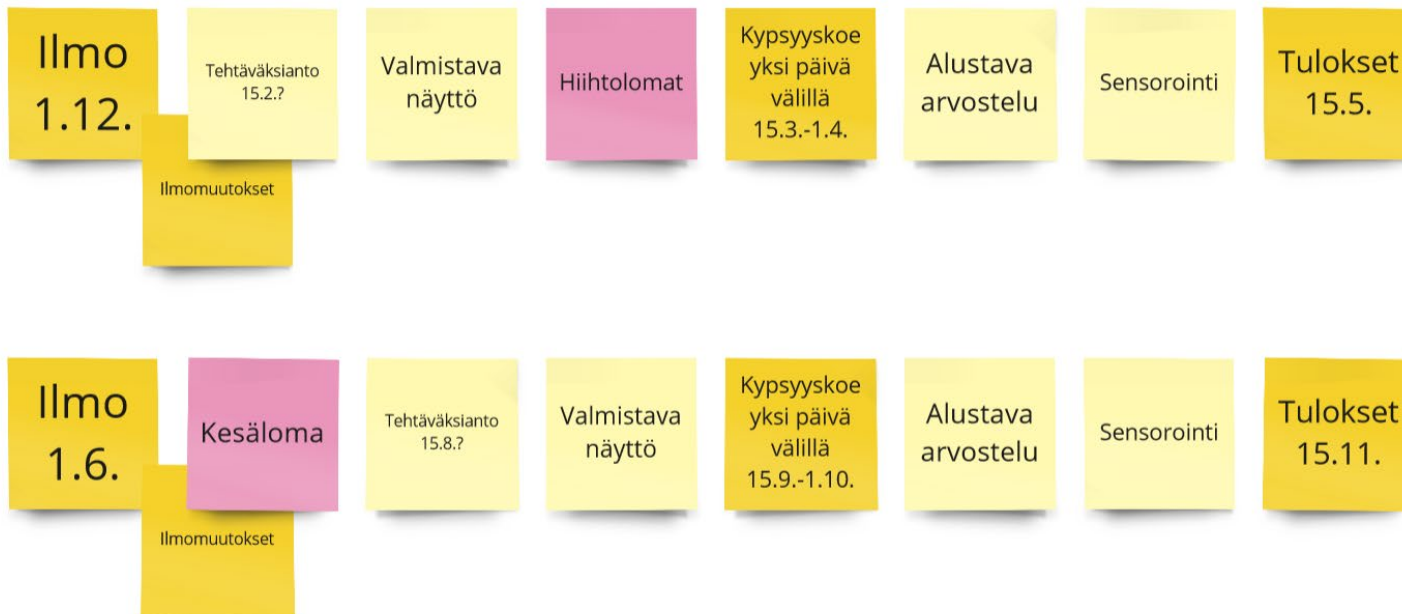 Ilmo
1.12.
Tehtäväksianto
15.2.?
Valmistava
näyttö
Hiihtolomat
Kypsyyskoe
yksi päivä
välillä
15.3.-1.4.
Alustava
arvostelu
Sensorointi
Tulokset
15.5.
Ilmomuutokset
Ilmo
1.6.
Kesäloma
Tehtäväksianto
15.8.?
Valmistava
näyttö
Kypsyyskoe
yksi päivä
välillä
15.9.-1.10.
Alustava
arvostelu
Sensorointi
Tulokset
15.11.
Ilmomuutokset